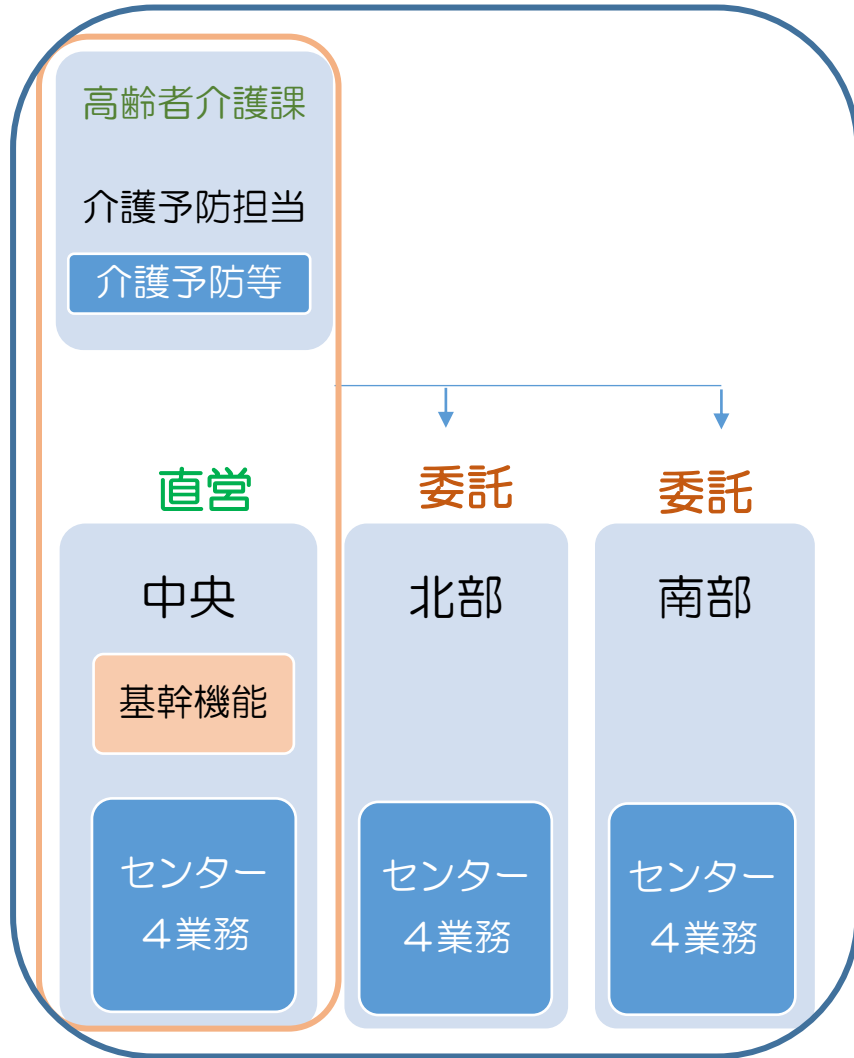 高齢者介護課
介護予防担当
介護予防等
直営
委託
委託
中央
北部
南部
基幹機能
センター
４業務
センター
４業務
センター
４業務